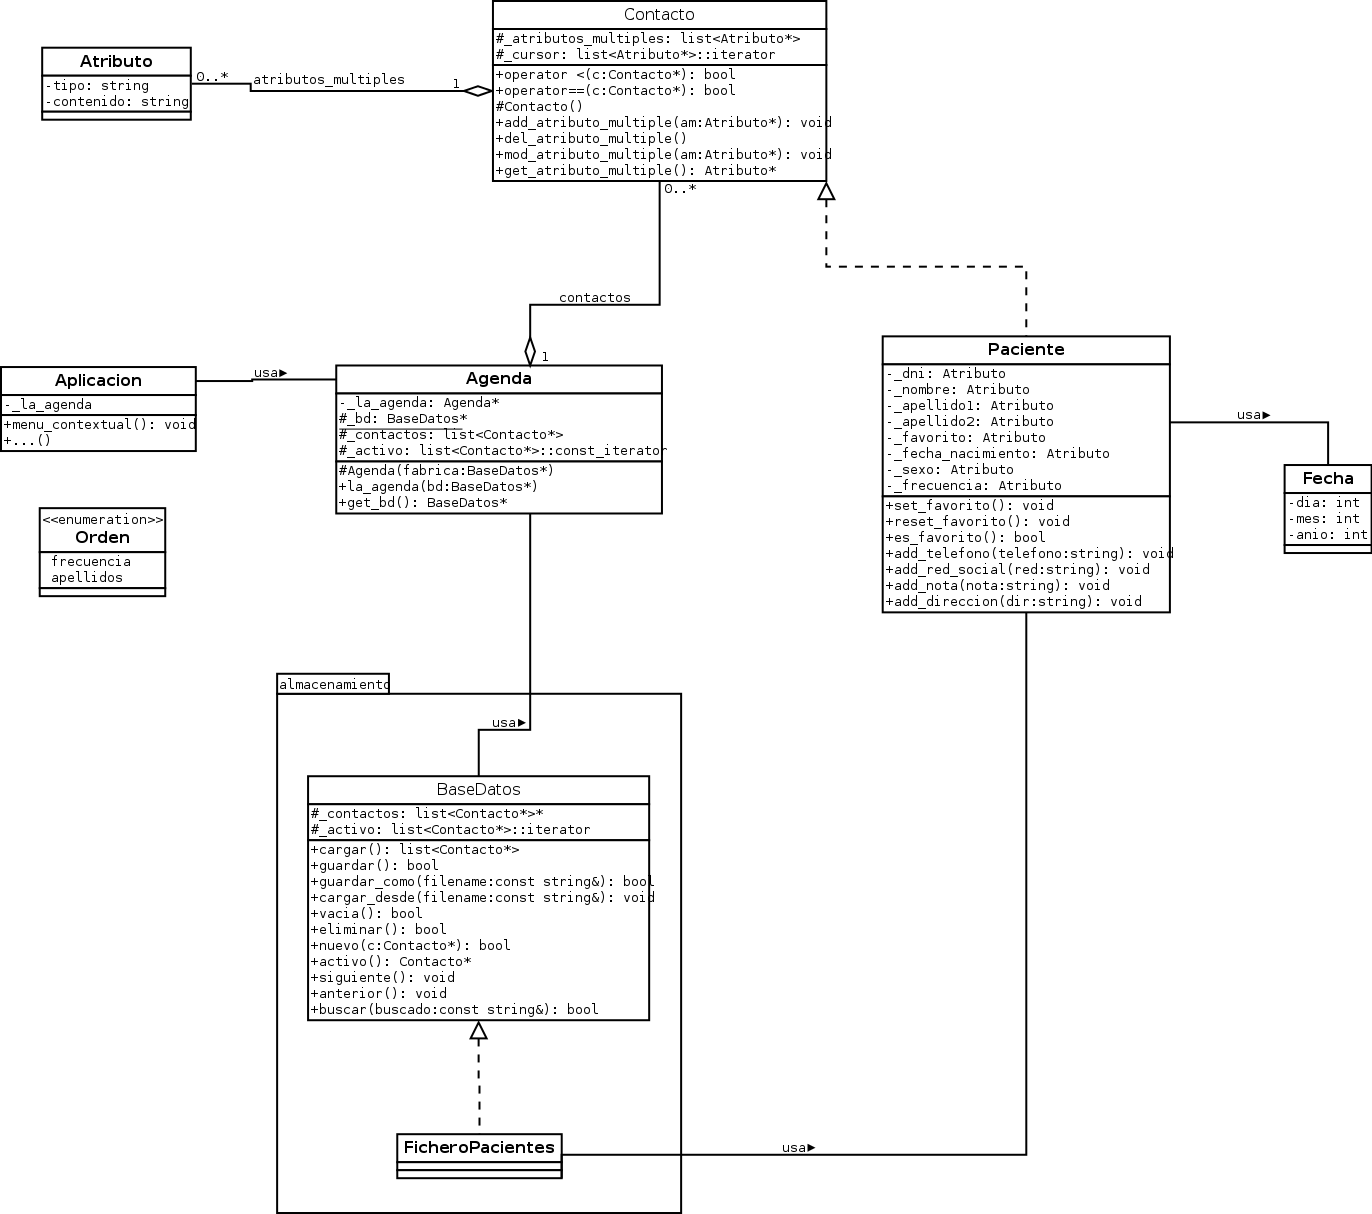 Contacto
#_atributos_multiples: list<Atributo*>
#_cursor: list<Atributo*>::iterator
+operator <(c:Contacto*): bool
+operator==(c:Contacto*): bool
#Contacto()
+add_atributo_multiple(am:Atributo*): void
+del_atributo_multiple()
+mod_atributo_multiple(am:Atributo*): void
+get_atributo_multiple(): Atributo*
Atributo
-tipo: string
-contenido: string
0..*
atributos_multiples
1
0..*
contactos
1
Aplicacion
-_la_agenda
+menu_contextual(): void
+...()
usa▶
Agenda
-_la_agenda: Agenda*
#_bd: BaseDatos*
#_contactos: list<Contacto*>
#_activo: list<Contacto*>::const_iterator
#Agenda(fabrica:BaseDatos*)
+la_agenda(bd:BaseDatos*)
+get_bd(): BaseDatos*
Paciente
-_dni: Atributo
-_nombre: Atributo
-_apellido1: Atributo
-_apellido2: Atributo
-_favorito: Atributo
-_fecha_nacimiento: Atributo
-_sexo: Atributo
-_frecuencia: Atributo
+set_favorito(): void
+reset_favorito(): void
+es_favorito(): bool
+add_telefono(telefono:string): void
+add_red_social(red:string): void
+add_nota(nota:string): void
+add_direccion(dir:string): void
usa▶
Fecha
-dia: int
-mes: int
-anio: int
<<enumeration>>
Orden
frecuencia
apellidos
almacenamiento
usa▶
BaseDatos
#_contactos: list<Contacto*>*
#_activo: list<Contacto*>::iterator
+cargar(): list<Contacto*>
+guardar(): bool
+guardar_como(filename:const string&): bool
+cargar_desde(filename:const string&): void
+vacia(): bool
+eliminar(): bool
+nuevo(c:Contacto*): bool
+activo(): Contacto*
+siguiente(): void
+anterior(): void
+buscar(buscado:const string&): bool
FicheroPacientes
usa▶